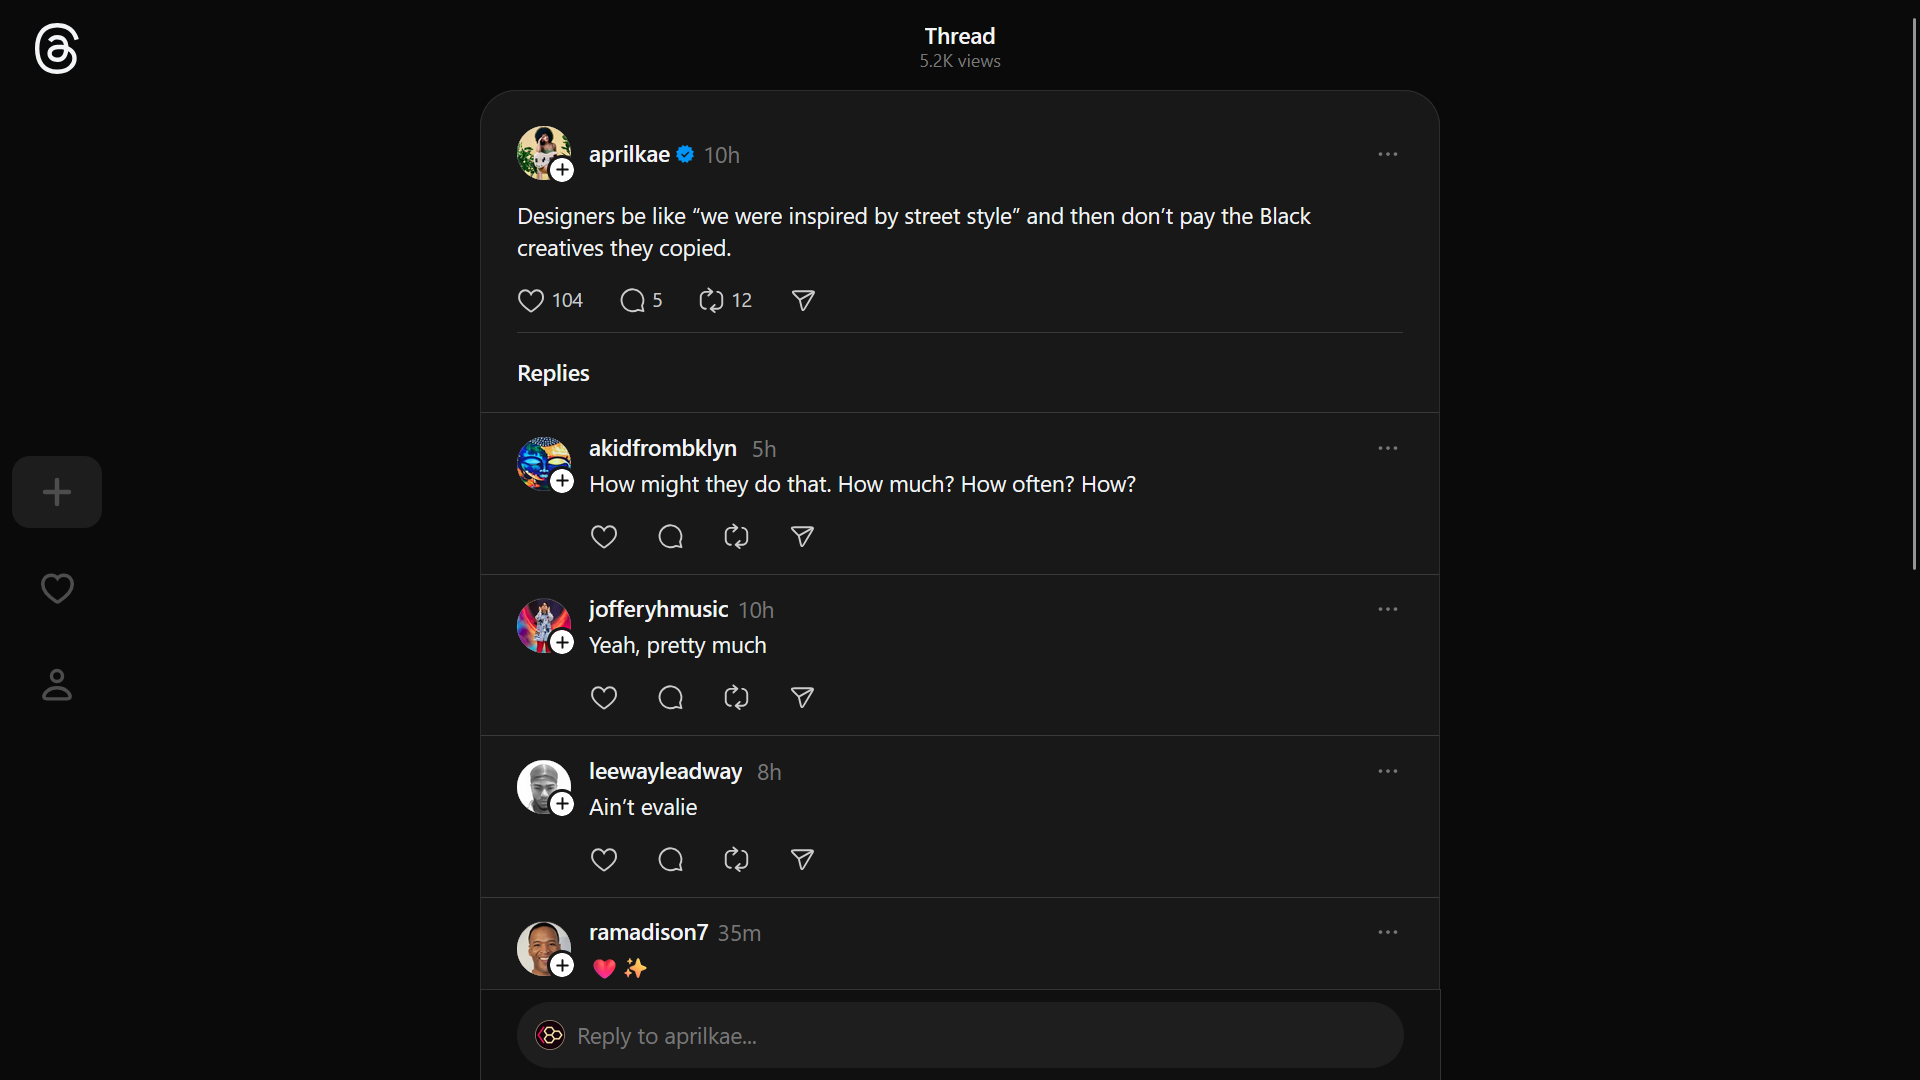 Thread
5.2K views
aprilkae 10h
Designers be like “we were inspired by street style” and then don’t pay the Black
creatives they copied.
104 5 12
Replies
akidfrombklyn 5h
How might they do that. How much? How often? How?
jofferyhmusic 10h
Yeah, pretty much
leewayleadway 8h
Ain’t evalie
ramadison7 35m
❤️ ✨
Reply to aprilkae...